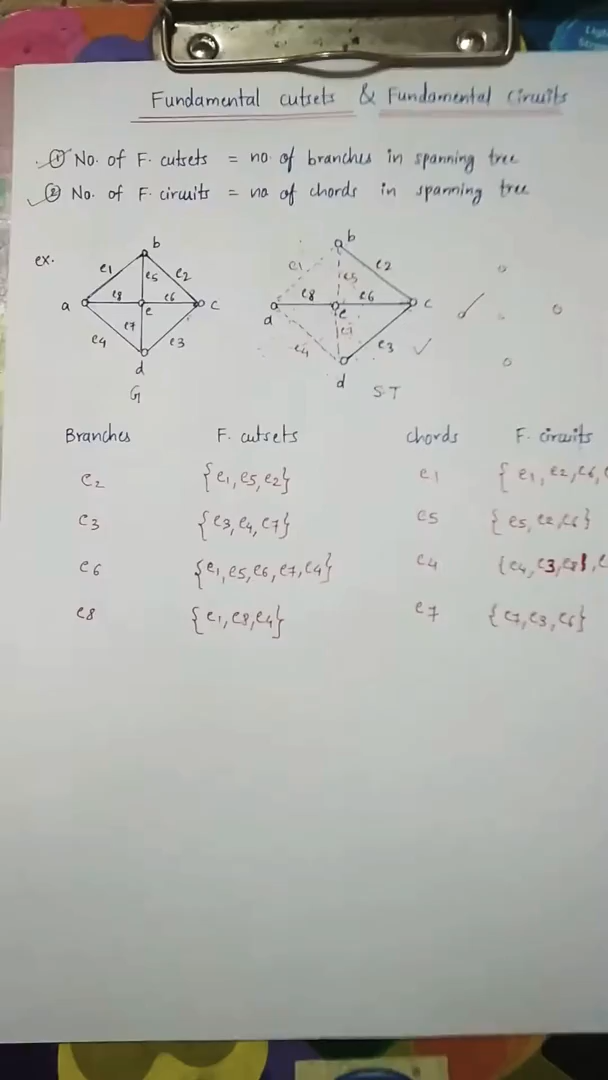 Fundamental cutsets & Fundamental Circuits
① No. of F. cutsets = no. of branches in spanning tree
② No. of F. circuits = no of chords in spanning tree
ex.
b
e1 e5 e2
a e8 e6 c
e
e4 e7 e3
d
G
b
e1 e5 e2
a e8 e6 c
e
e4 e7 e3
d
S.T
Branches F. cutsets chords F. circuits
e2 {e1, e5, e2} e1 { e1, e2, e6,
e3 {e3, e4, e7} e5 {e5, e2, e6}
e6 {e1, e5, e6, e7, e4} e4 {e4, e3, e8,
e8 {e1, e8, e4} e7 {e7, e3, e6}